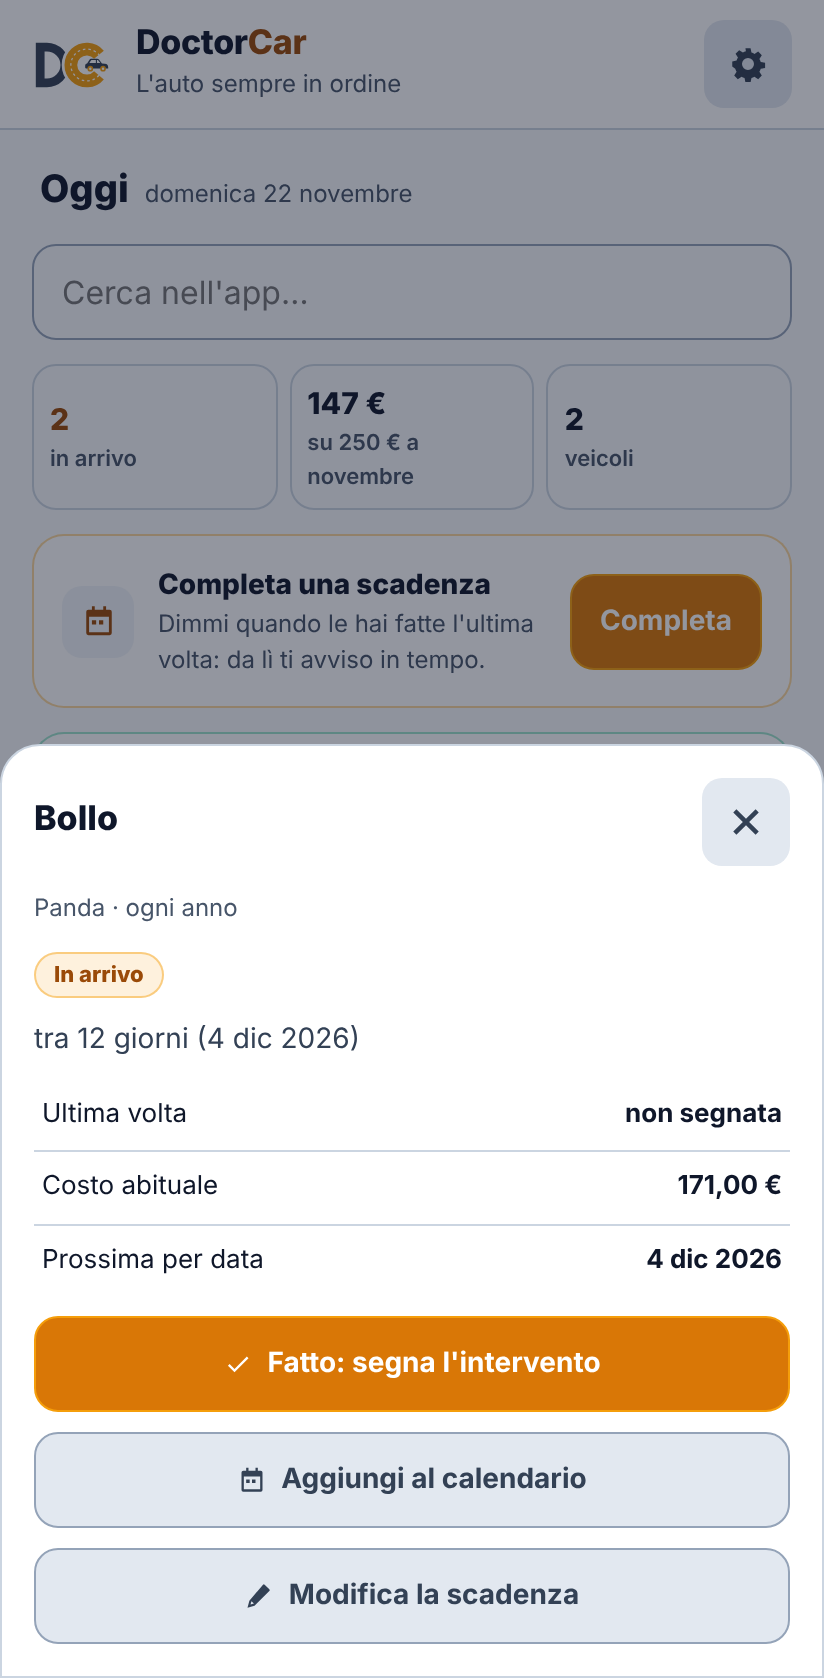 DC
DoctorCar
L'auto sempre in ordine
Oggi domenica 22 novembre
Cerca nell'app...
2
in arrivo
147 €
su 250 € a
novembre
2
veicoli
Completa una scadenza
Dimmi quando le hai fatte l'ultima
volta: da lì ti avviso in tempo.
Completa
Bollo
Panda · ogni anno
In arrivo
tra 12 giorni (4 dic 2026)
Ultima volta non segnata
Costo abituale 171,00 €
Prossima per data 4 dic 2026
Fatto: segna l'intervento
Aggiungi al calendario
Modifica la scadenza